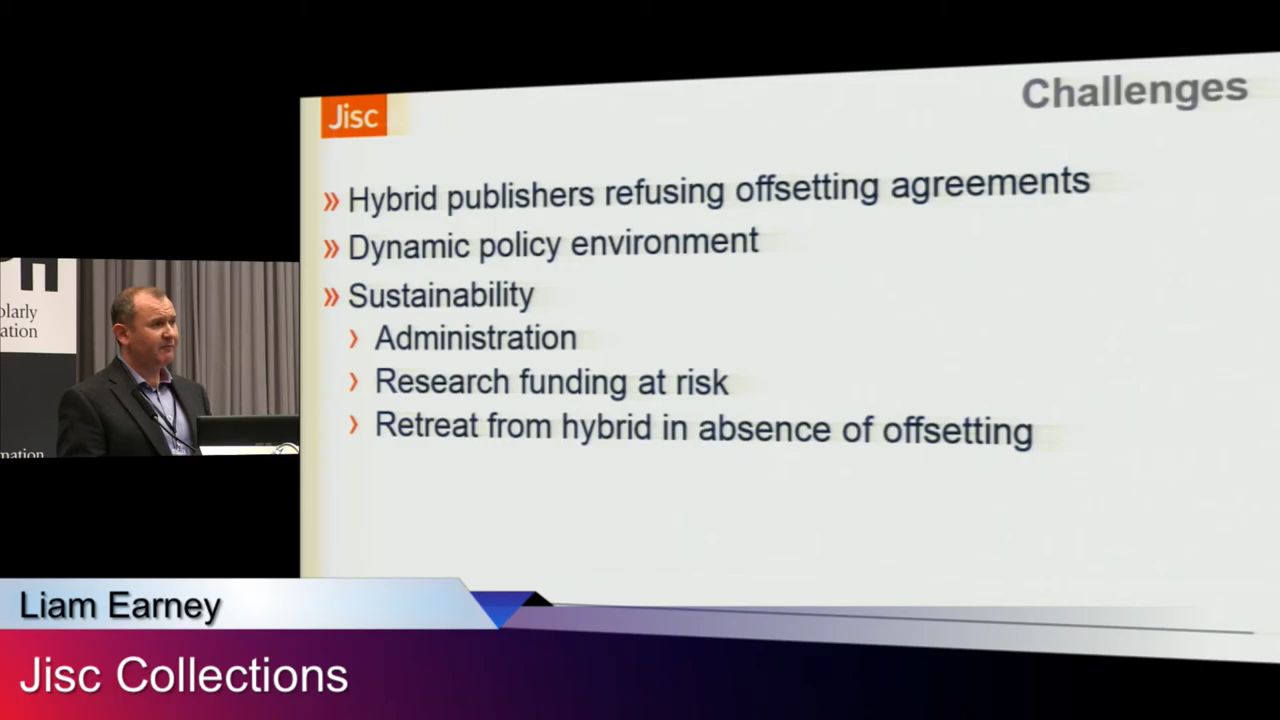 Jisc
Challenges
» Hybrid publishers refusing offsetting agreements
» Dynamic policy environment
» Sustainability
› Administration
› Research funding at risk
› Retreat from hybrid in absence of offsetting
Liam Earney
Jisc Collections